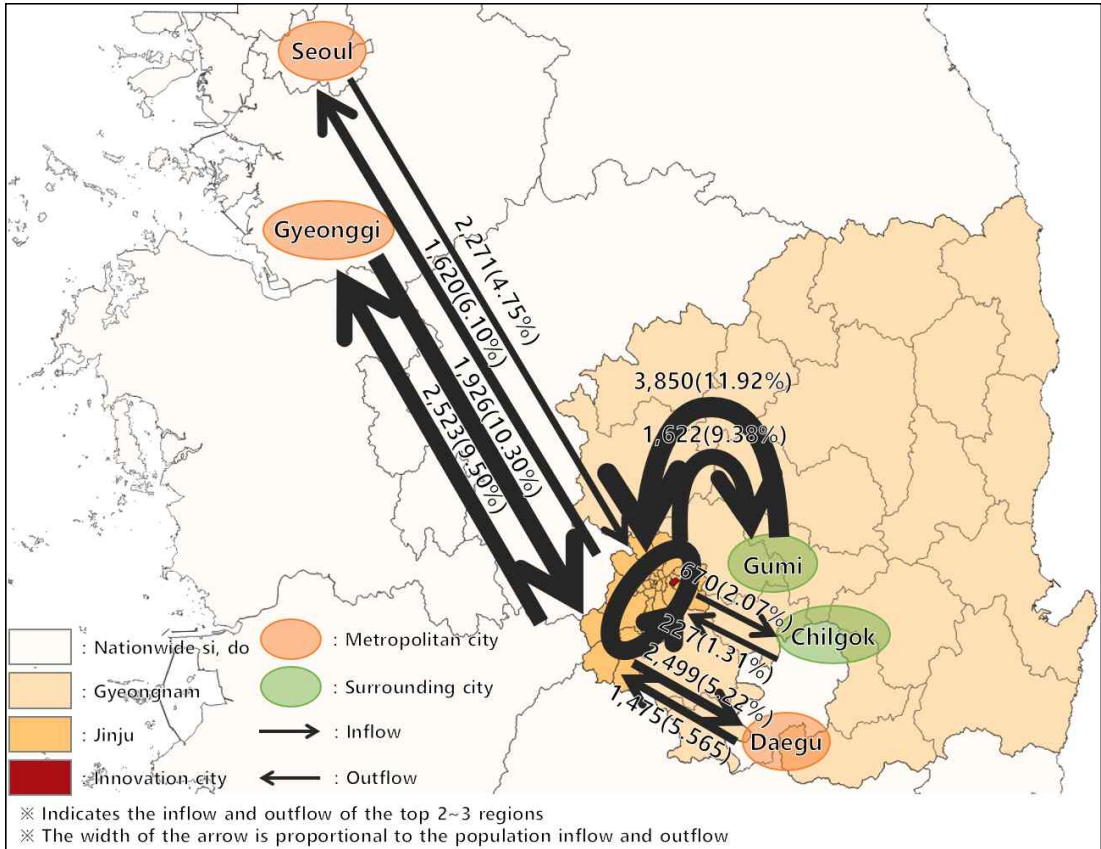 Seoul
Gyeonggi
2,271(4.75%)
1,620(6.10%)
1,926(10.30%)
2,523(9.50%)
3,850(11.92%)
1,622(9.38%)
Gumi
670(2.07%)
Chilgok
227(1.31%)
2,499(5.22%)
1,475(5.565)
Daegu
: Nationwide si, do
: Metropolitan city
: Gyeongnam
: Surrounding city
: Jinju
: Inflow
: Innovation city
: Outflow
※ Indicates the inflow and outflow of the top 2~3 regions
※ The width of the arrow is proportional to the population inflow and outflow